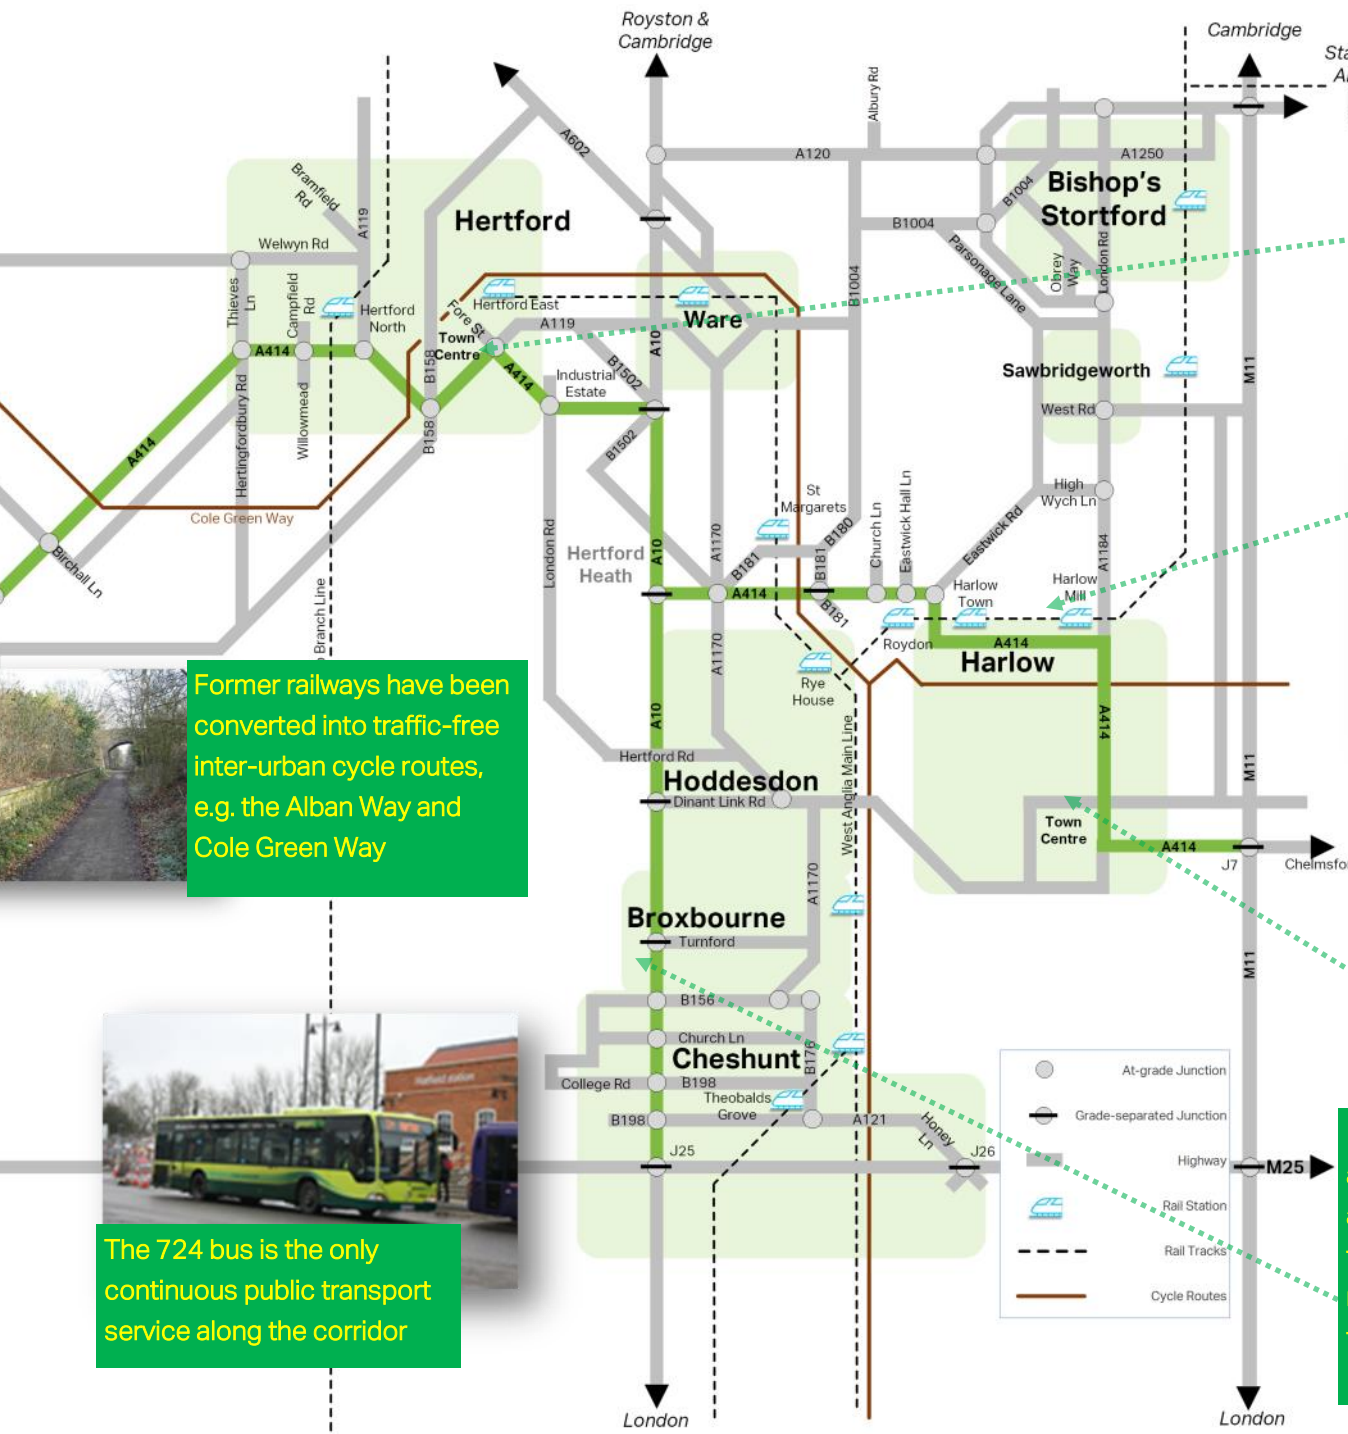 Royston &
Cambridge
Cambridge
Sta
A602
Albury Rd
A120
A1250
Bishop's
Stortford
B1004
B1004
B1004
Parsonage Lane
Obrey
Way
London Rd
Bramfield
Rd
A119
Hertford
Welwyn Rd
Thieves
Ln
Campfield
Rd
Hertford
North
Hertford East
Fore St
Town
Centre
A119
Ware
A10
B1502
A414
B158
A414
Industrial
Estate
Sawbridgeworth
M11
West Rd
Hertingfordbury Rd
Willowmead
B158
B1502
A414
Cole Green Way
Birchall Ln
High
Wych Ln
St
Margarets
Church Ln
Eastwick Hall Ln
Eastwick Rd
A1184
London Rd
Hertford
Heath
A10
A1170
B181
B180
B181
A414
B181
Harlow
Town
Harlow
Mill
Roydon
A414
Harlow
Branch Line
A1170
Rye
House
A414
Former railways have been
converted into traffic-free
inter-urban cycle routes,
e.g. the Alban Way and
Cole Green Way
A10
Hertford Rd
West Anglia Main Line
M11
Hoddesdon
Dinant Link Rd
Town
Centre
A414
J7
Chelmsfo
A1170
Broxbourne
Turnford
M11
B156
Church Ln
Cheshunt
B176
College Rd
B198
Theobalds
Grove
B198
A121
Honey
Ln
J25
J26
M25
At-grade Junction
Grade-separated Junction
Highway
Rail Station
Rail Tracks
Cycle Routes
The 724 bus is the only
continuous public transport
service along the corridor
London
London